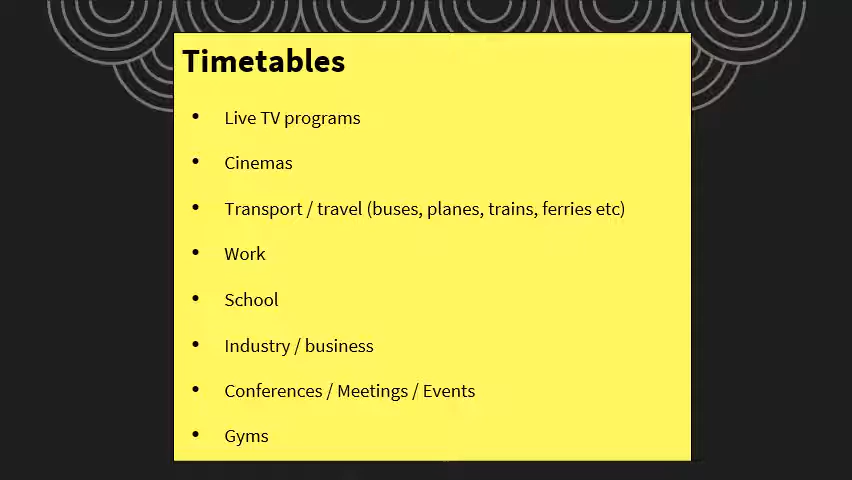 Timetables
• Live TV programs
• Cinemas
• Transport / travel (buses, planes, trains, ferries etc)
• Work
• School
• Industry / business
• Conferences / Meetings / Events
• Gyms